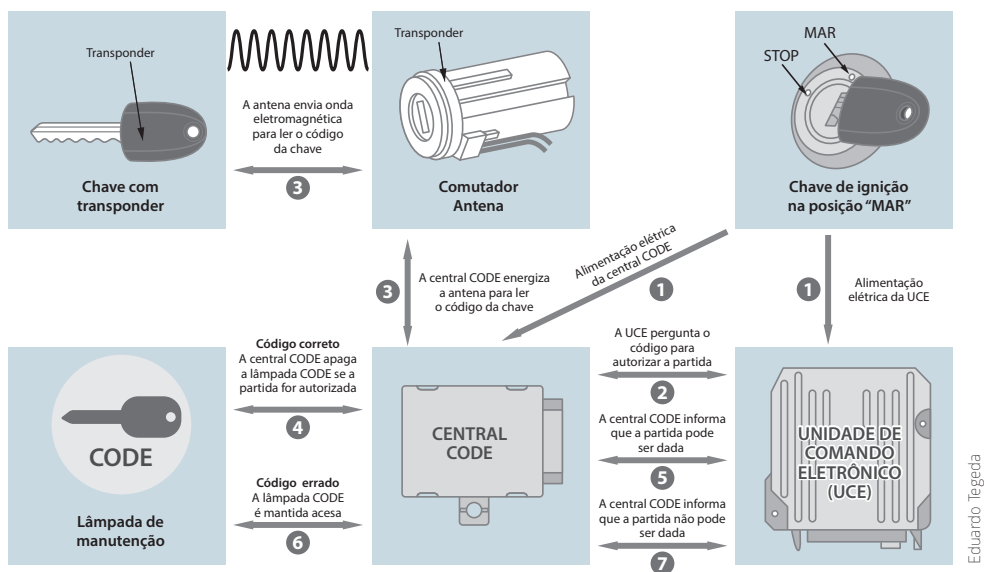 Transponder
Chave com
transponder
A antena envia onda
eletromagnética
para ler o código
da chave
3
Transponder
Comutador
Antena
MAR
STOP
Chave de ignição
na posição “MAR”
3
A central CODE energiza
a antena para ler
o código da chave
Alimentação elétrica
da central CODE
1
1
Alimentação
elétrica da UCE
CODE
Lâmpada de
manutenção
Código correto
A central CODE apaga
a lâmpada CODE se a
partida for autorizada
4
Código errado
A lâmpada CODE
é mantida acesa
6
CENTRAL
CODE
A UCE pergunta o
código para
autorizar a partida
2
A central CODE informa
que a partida pode
ser dada
5
A central CODE informa
que a partida não pode
ser dada
7
UNIDADE DE
COMANDO
ELETRÔNICO
(UCE)
Eduardo Tegeda